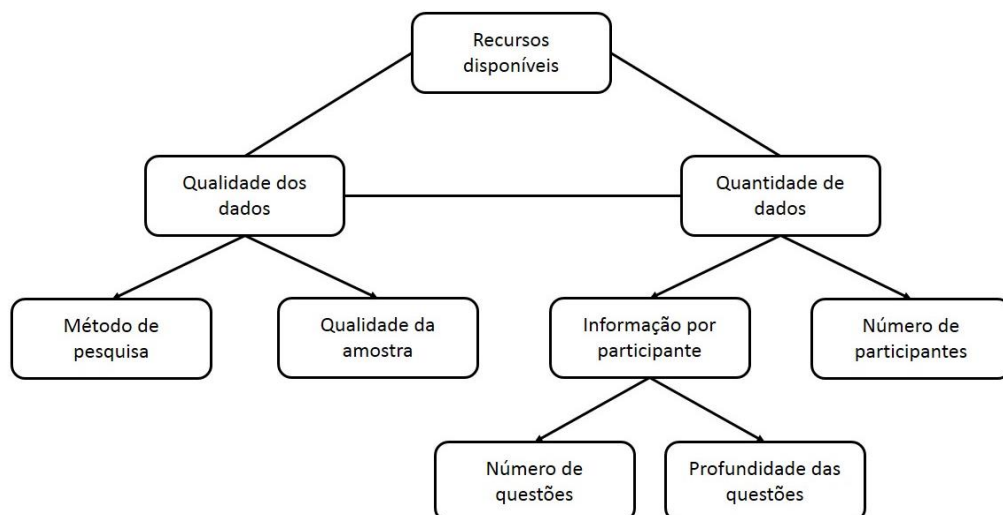 Recursos
disponíveis
Qualidade dos
dados
Quantidade de
dados
Método de
pesquisa
Qualidade da
amostra
Informação por
participante
Número de
participantes
Número de
questões
Profundidade das
questões